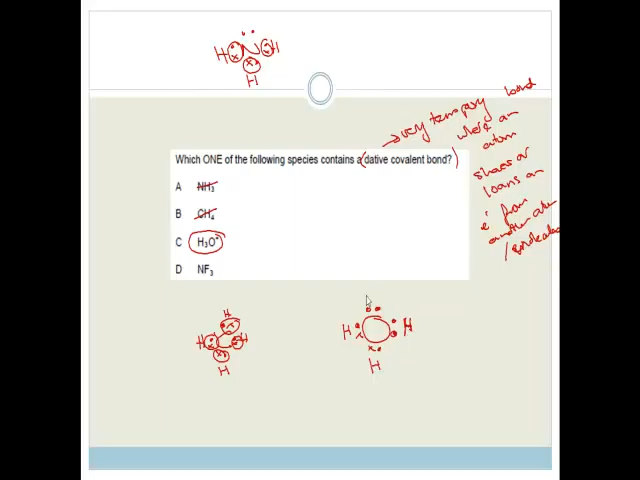 H N H
H
→ very temporary bond
where an
atom
shares or
loans an
e⁻ from
another atom
Which ONE of the following species contains a (dative covalent bond?)
A NH₃
B CH₄
C H₃O⁺
D NF₃
H
H C H
H
H O H
H